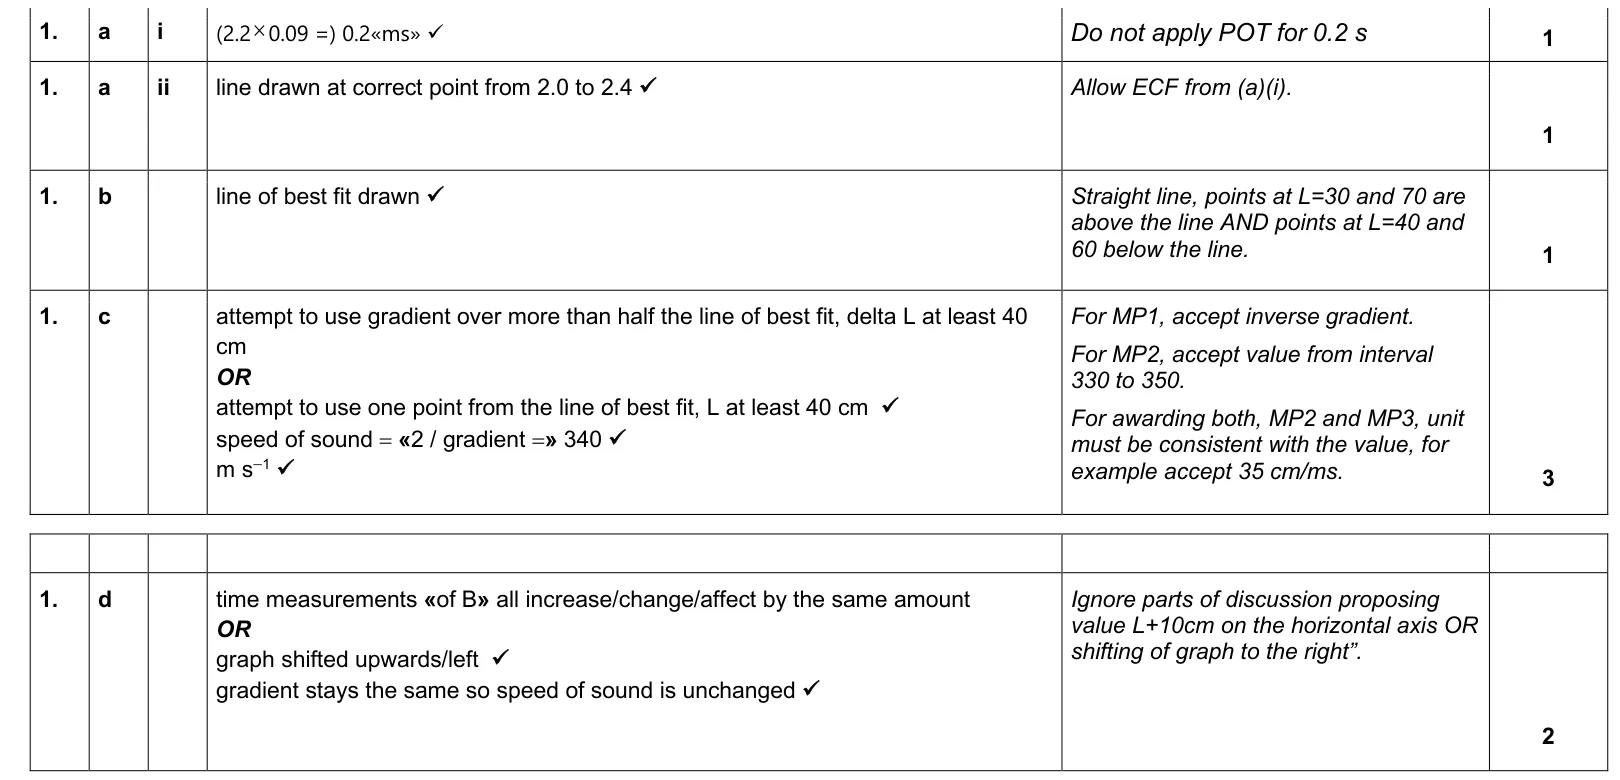 1. a i (2.2×0.09 =) 0.2«ms» ✓ Do not apply POT for 0.2 s 1
1. a ii line drawn at correct point from 2.0 to 2.4 ✓ Allow ECF from (a)(i).
1
1. b line of best fit drawn ✓ Straight line, points at L=30 and 70 are
above the line AND points at L=40 and
60 below the line.
1
1. c attempt to use gradient over more than half the line of best fit, delta L at least 40
cm
OR
attempt to use one point from the line of best fit, L at least 40 cm ✓
speed of sound = «2 / gradient =» 340 ✓
m s⁻¹ ✓
For MP1, accept inverse gradient.
For MP2, accept value from interval
330 to 350.
For awarding both, MP2 and MP3, unit
must be consistent with the value, for
example accept 35 cm/ms.
3
1. d time measurements «of B» all increase/change/affect by the same amount
OR
graph shifted upwards/left ✓
gradient stays the same so speed of sound is unchanged ✓
Ignore parts of discussion proposing
value L+10cm on the horizontal axis OR
shifting of graph to the right”.
2